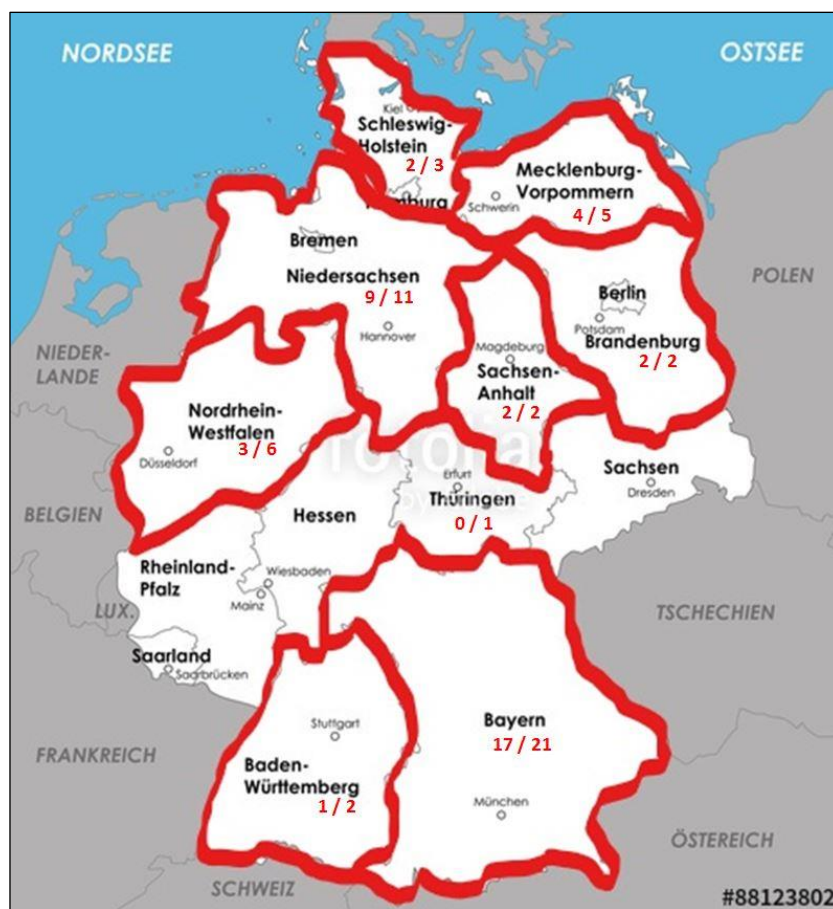 NORDSEE
OSTSEE
Kiel
Schleswig-
Holstein
2 / 3
Mecklenburg-
Vorpommern
4 / 5
Schwerin
Bremen
Niedersachsen
9 / 11
Hannover
POLEN
Berlin
Potsdam
Brandenburg
2 / 2
NIEDER-
LANDE
Magdeburg
Sachsen-
Anhalt
2 / 2
Nordrhein-
Westfalen
3 / 6
Düsseldorf
fotolia
Sachsen
Dresden
Erfurt
Thüringen
0 / 1
BELGIEN
Hessen
Rheinland-
Pfalz
Wiesbaden
Mainz
LUX.
TSCHECHIEN
Saarland
Saarbrücken
FRANKREICH
Stuttgart
Baden-
Württemberg
1 / 2
Bayern
17 / 21
München
ÖSTEREICH
SCHWEIZ
#88123802